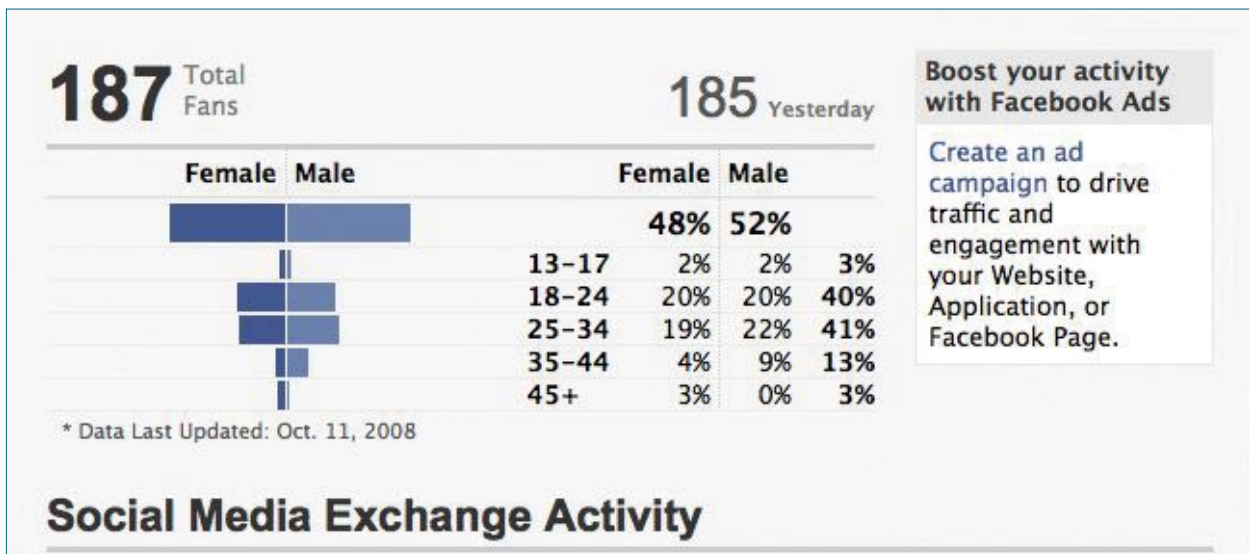 187 Total Fans
185 Yesterday
Female Male Female Male
48% 52%
13-17 2% 2% 3%
18-24 20% 20% 40%
25-34 19% 22% 41%
35-44 4% 9% 13%
45+ 3% 0% 3%
* Data Last Updated: Oct. 11, 2008
Boost your activity
with Facebook Ads
Create an ad
campaign to drive
traffic and
engagement with
your Website,
Application, or
Facebook Page.
Social Media Exchange Activity